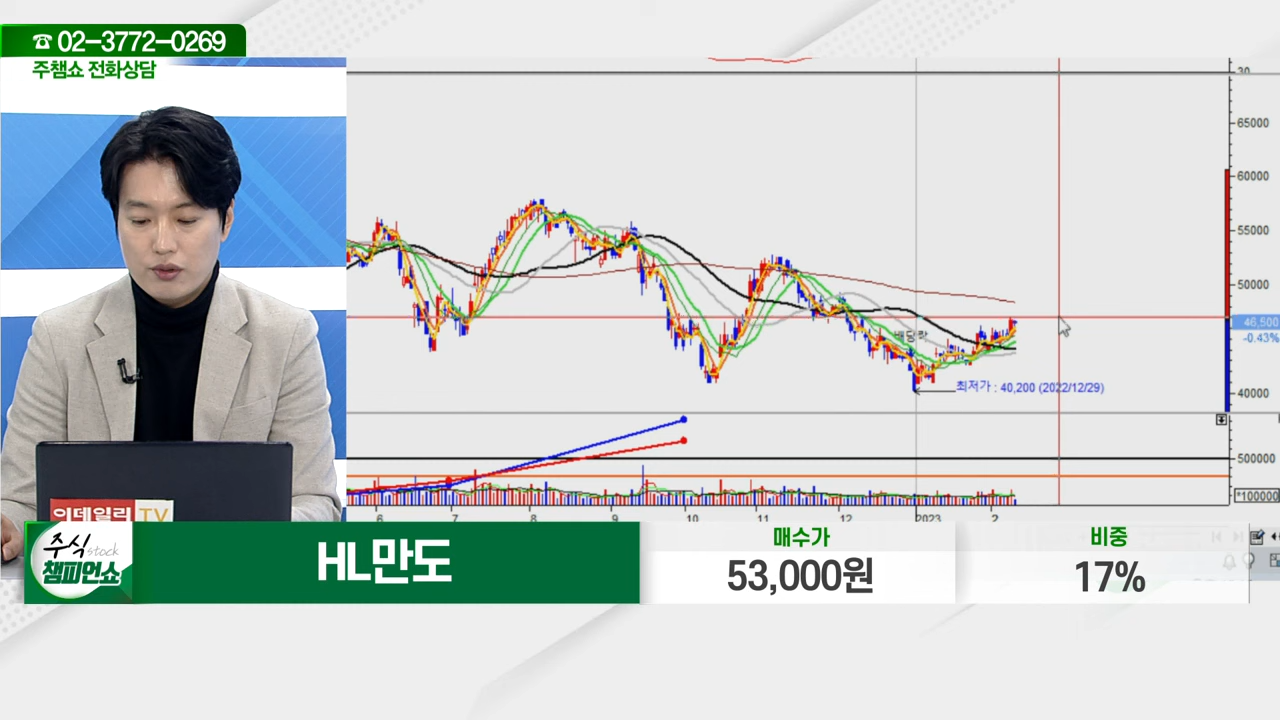 ☎ 02-3772-0269
주챔쇼 전화상담
30
65000
60000
55000
50000
46,500
-0.43%
40000
배당락
최저가 : 40,200 (2022/12/29)
500000
*100000
6 7 8 9 10 11 12 2023 2
이데일리 TV
주식 stock
챔피언쇼
HL만도
매수가
53,000원
비중
17%